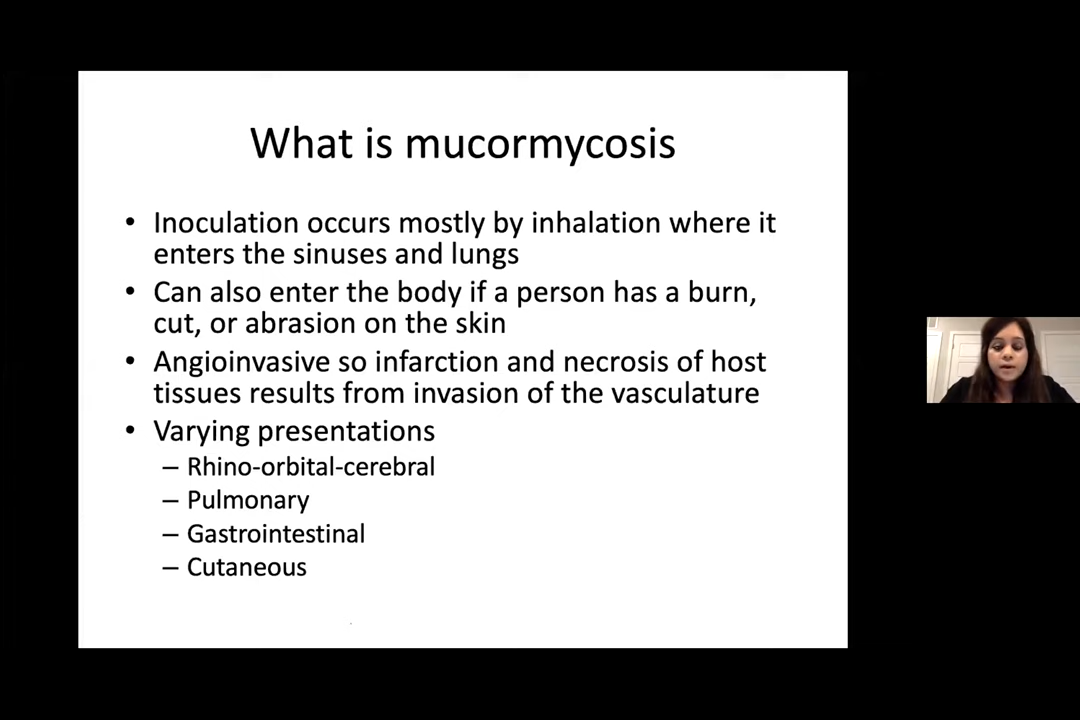 What is mucormycosis
• Inoculation occurs mostly by inhalation where it
enters the sinuses and lungs
• Can also enter the body if a person has a burn,
cut, or abrasion on the skin
• Angioinvasive so infarction and necrosis of host
tissues results from invasion of the vasculature
• Varying presentations
– Rhino-orbital-cerebral
– Pulmonary
– Gastrointestinal
– Cutaneous